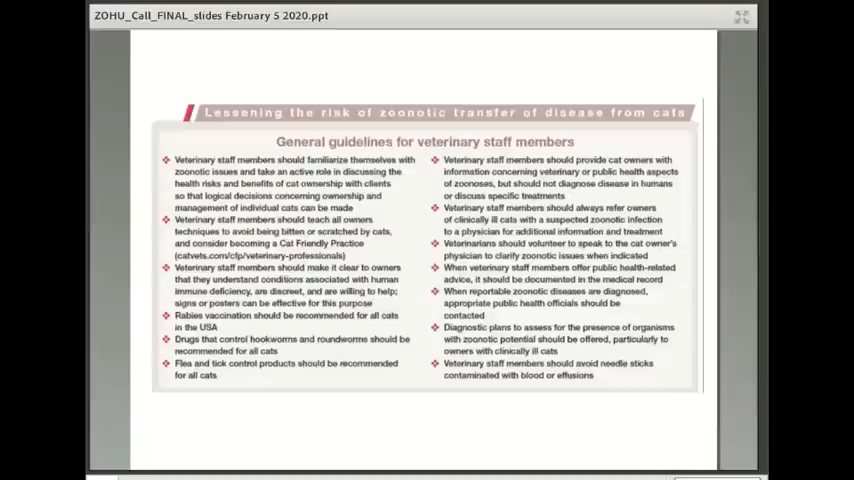 ZOHU_Call_FINAL_slides February 5 2020.ppt
Lessening the risk of zoonotic transfer of disease from cats
General guidelines for veterinary staff members
❖ Veterinary staff members should familiarize themselves with
zoonotic issues and take an active role in discussing the
health risks and benefits of cat ownership with clients
so that logical decisions concerning ownership and
management of individual cats can be made
❖ Veterinary staff members should teach all owners
techniques to avoid being bitten or scratched by cats,
and consider becoming a Cat Friendly Practice
(catvets.com/cfp/veterinary-professionals)
❖ Veterinary staff members should make it clear to owners
that they understand conditions associated with human
immune deficiency, are discreet, and are willing to help;
signs or posters can be effective for this purpose
❖ Rabies vaccination should be recommended for all cats
in the USA
❖ Drugs that control hookworms and roundworms should be
recommended for all cats
❖ Flea and tick control products should be recommended
for all cats
❖ Veterinary staff members should provide cat owners with
information concerning veterinary or public health aspects
of zoonoses, but should not diagnose disease in humans
or discuss specific treatments
❖ Veterinary staff members should always refer owners
of clinically ill cats with a suspected zoonotic infection
to a physician for additional information and treatment
❖ Veterinarians should volunteer to speak to the cat owner's
physician to clarify zoonotic issues when indicated
❖ When veterinary staff members offer public health-related
advice, it should be documented in the medical record
❖ When reportable zoonotic diseases are diagnosed,
appropriate public health officials should be
contacted
❖ Diagnostic plans to assess for the presence of organisms
with zoonotic potential should be offered, particularly to
owners with clinically ill cats
❖ Veterinary staff members should avoid needle sticks
contaminated with blood or effusions